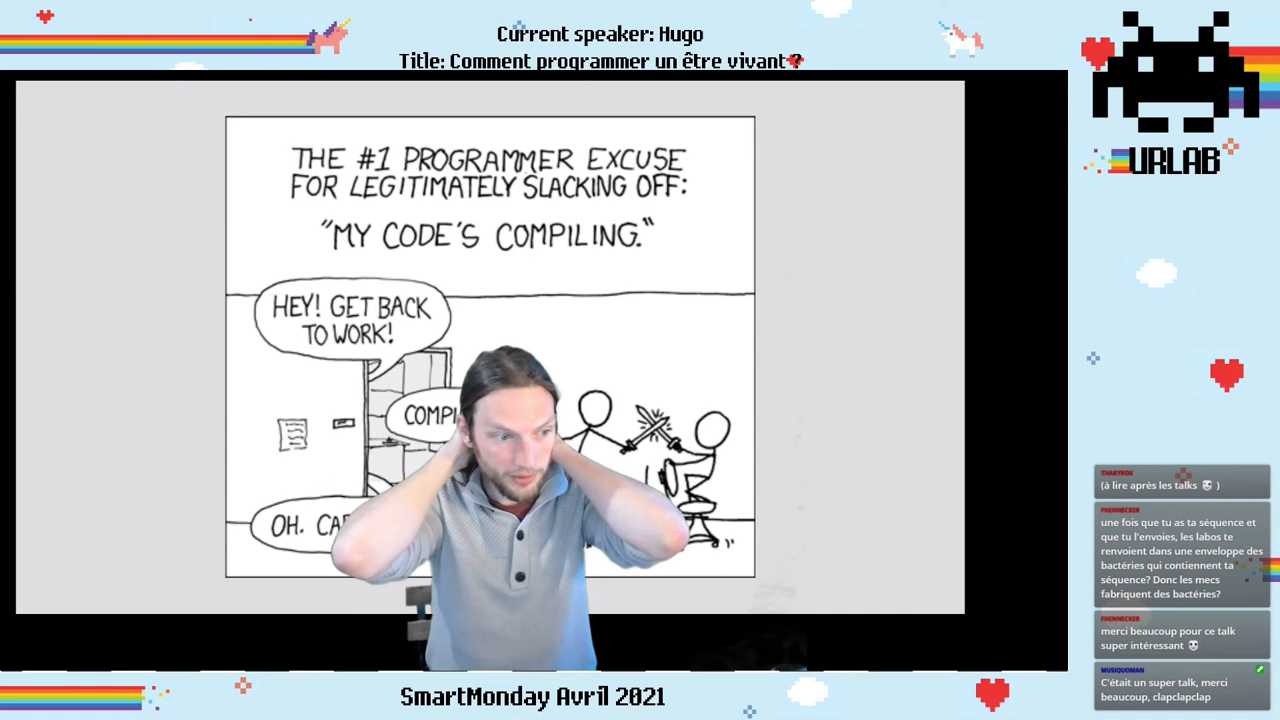 Current speaker: Hugo
Title: Comment programmer un être vivant ?
THE #1 PROGRAMMER EXCUSE
FOR LEGITIMATELY SLACKING OFF:
"MY CODE'S COMPILING."
HEY! GET BACK
TO WORK!
OH.
URLAB
THARYROK
(à lire après les talks )
FHENNECKER
une fois que tu as ta séquence et
que tu l'envoies, les labos te
renvoient dans une enveloppe des
bactéries qui contiennent ta
séquence? Donc les mecs
fabriquent des bactéries?
FHENNECKER
merci beaucoup pour ce talk
super intéressant
MUSIQUOMAN
C'était un super talk, merci
beaucoup, clapclapclap
SmartMonday Avril 2021